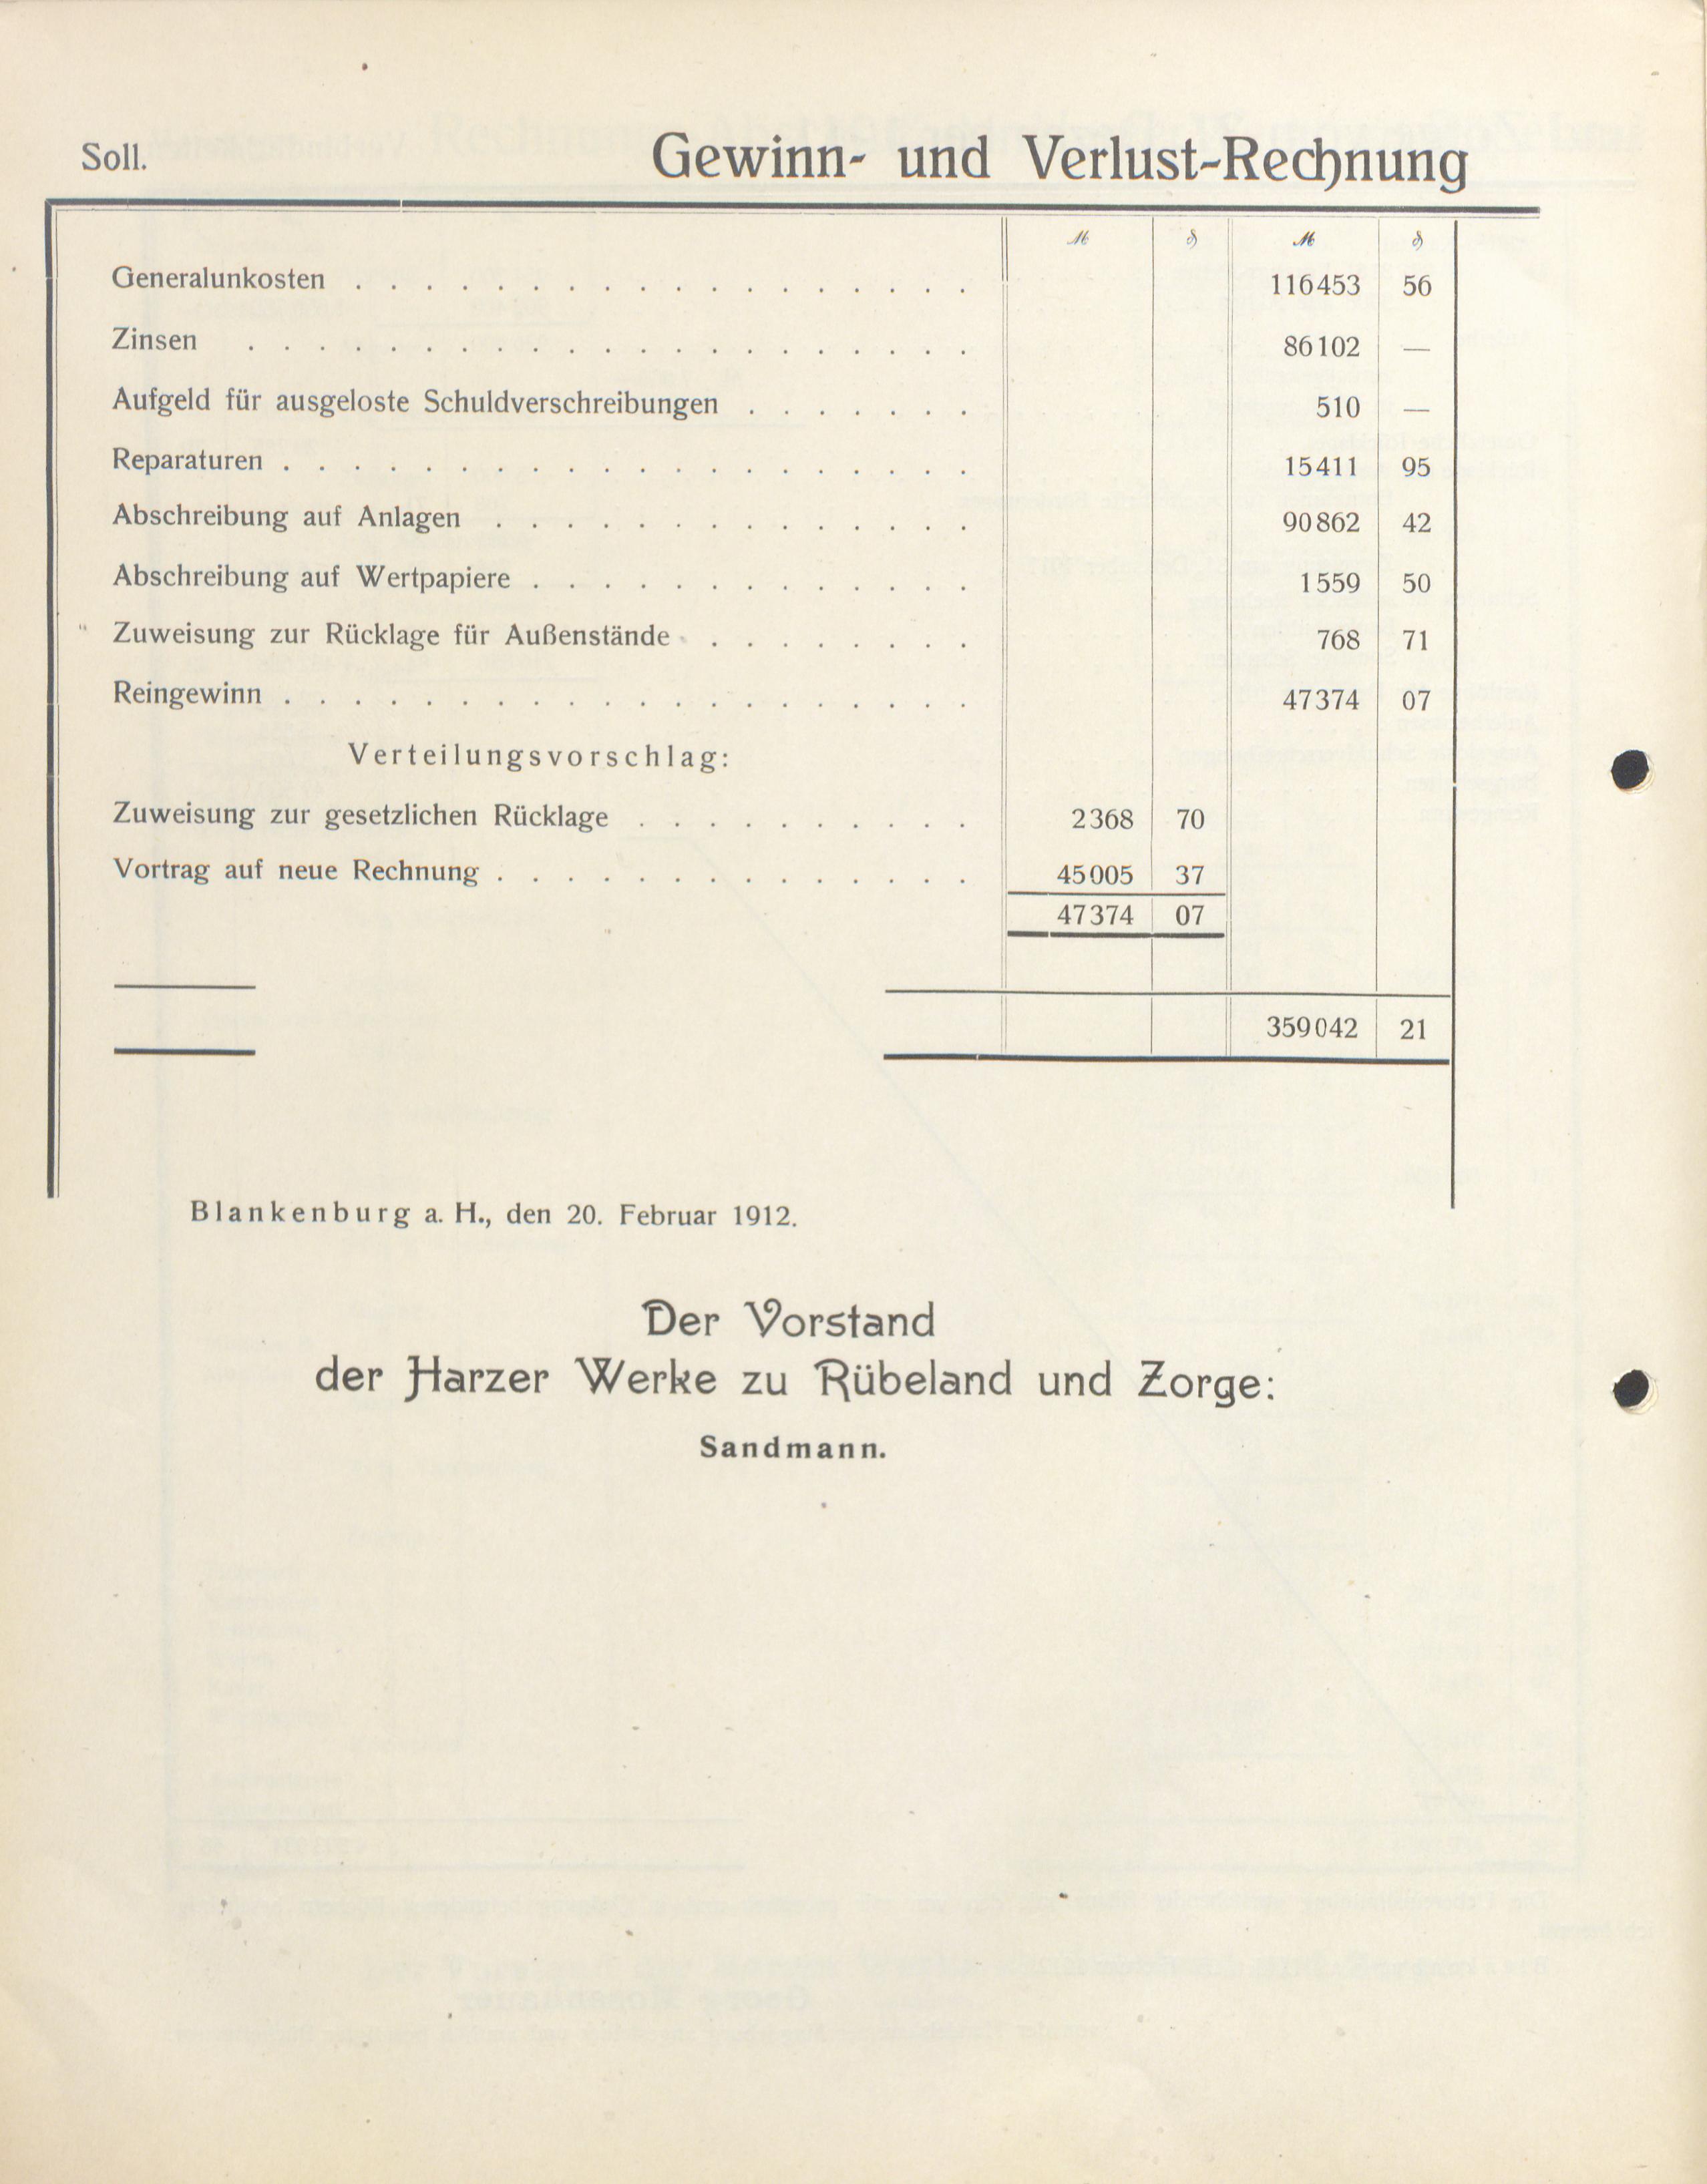 Soll.
Gewinn- und Verlust-Rechnung
ℳ ₰ ℳ ₰
Generalunkosten . . . . . . . . . . . . . . . . . . 116453 56
Zinsen . . . . . . . . . . . . . . . . . . . . . 86102 —
Aufgeld für ausgeloste Schuldverschreibungen . . . . . . . 510 —
Reparaturen . . . . . . . . . . . . . . . . . . . . 15411 95
Abschreibung auf Anlagen . . . . . . . . . . . . . . 90862 42
Abschreibung auf Wertpapiere . . . . . . . . . . . . . 1559 50
Zuweisung zur Rücklage für Außenstände . . . . . . . . 768 71
Reingewinn . . . . . . . . . . . . . . . . . . . . 47374 07
Verteilungsvorschlag:
Zuweisung zur gesetzlichen Rücklage . . . . . . . . . . 2368 70
Vortrag auf neue Rechnung . . . . . . . . . . . . . . 45005 37
47374 07
359042 21
Blankenburg a. H., den 20. Februar 1912.
Der Vorstand
der Harzer Werke zu Rübeland und Zorge:
Sandmann.